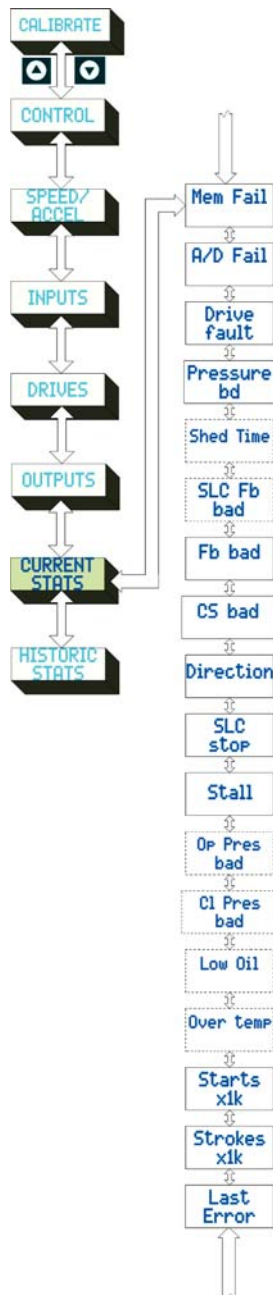 CALIBRATE
CONTROL
SPEED/
ACCEL
INPUTS
DRIVES
OUTPUTS
CURRENT
STATS
HISTORIC
STATS
Mem Fail
A/D Fail
Drive
fault
Pressure
bd
Shed Time
SLC Fb
bad
Fb bad
CS bad
Direction
SLC
stop
Stall
Op Pres
bad
Cl Pres
bad
Low Oil
Over temp
Starts
x1k
Strokes
x1k
Last
Error